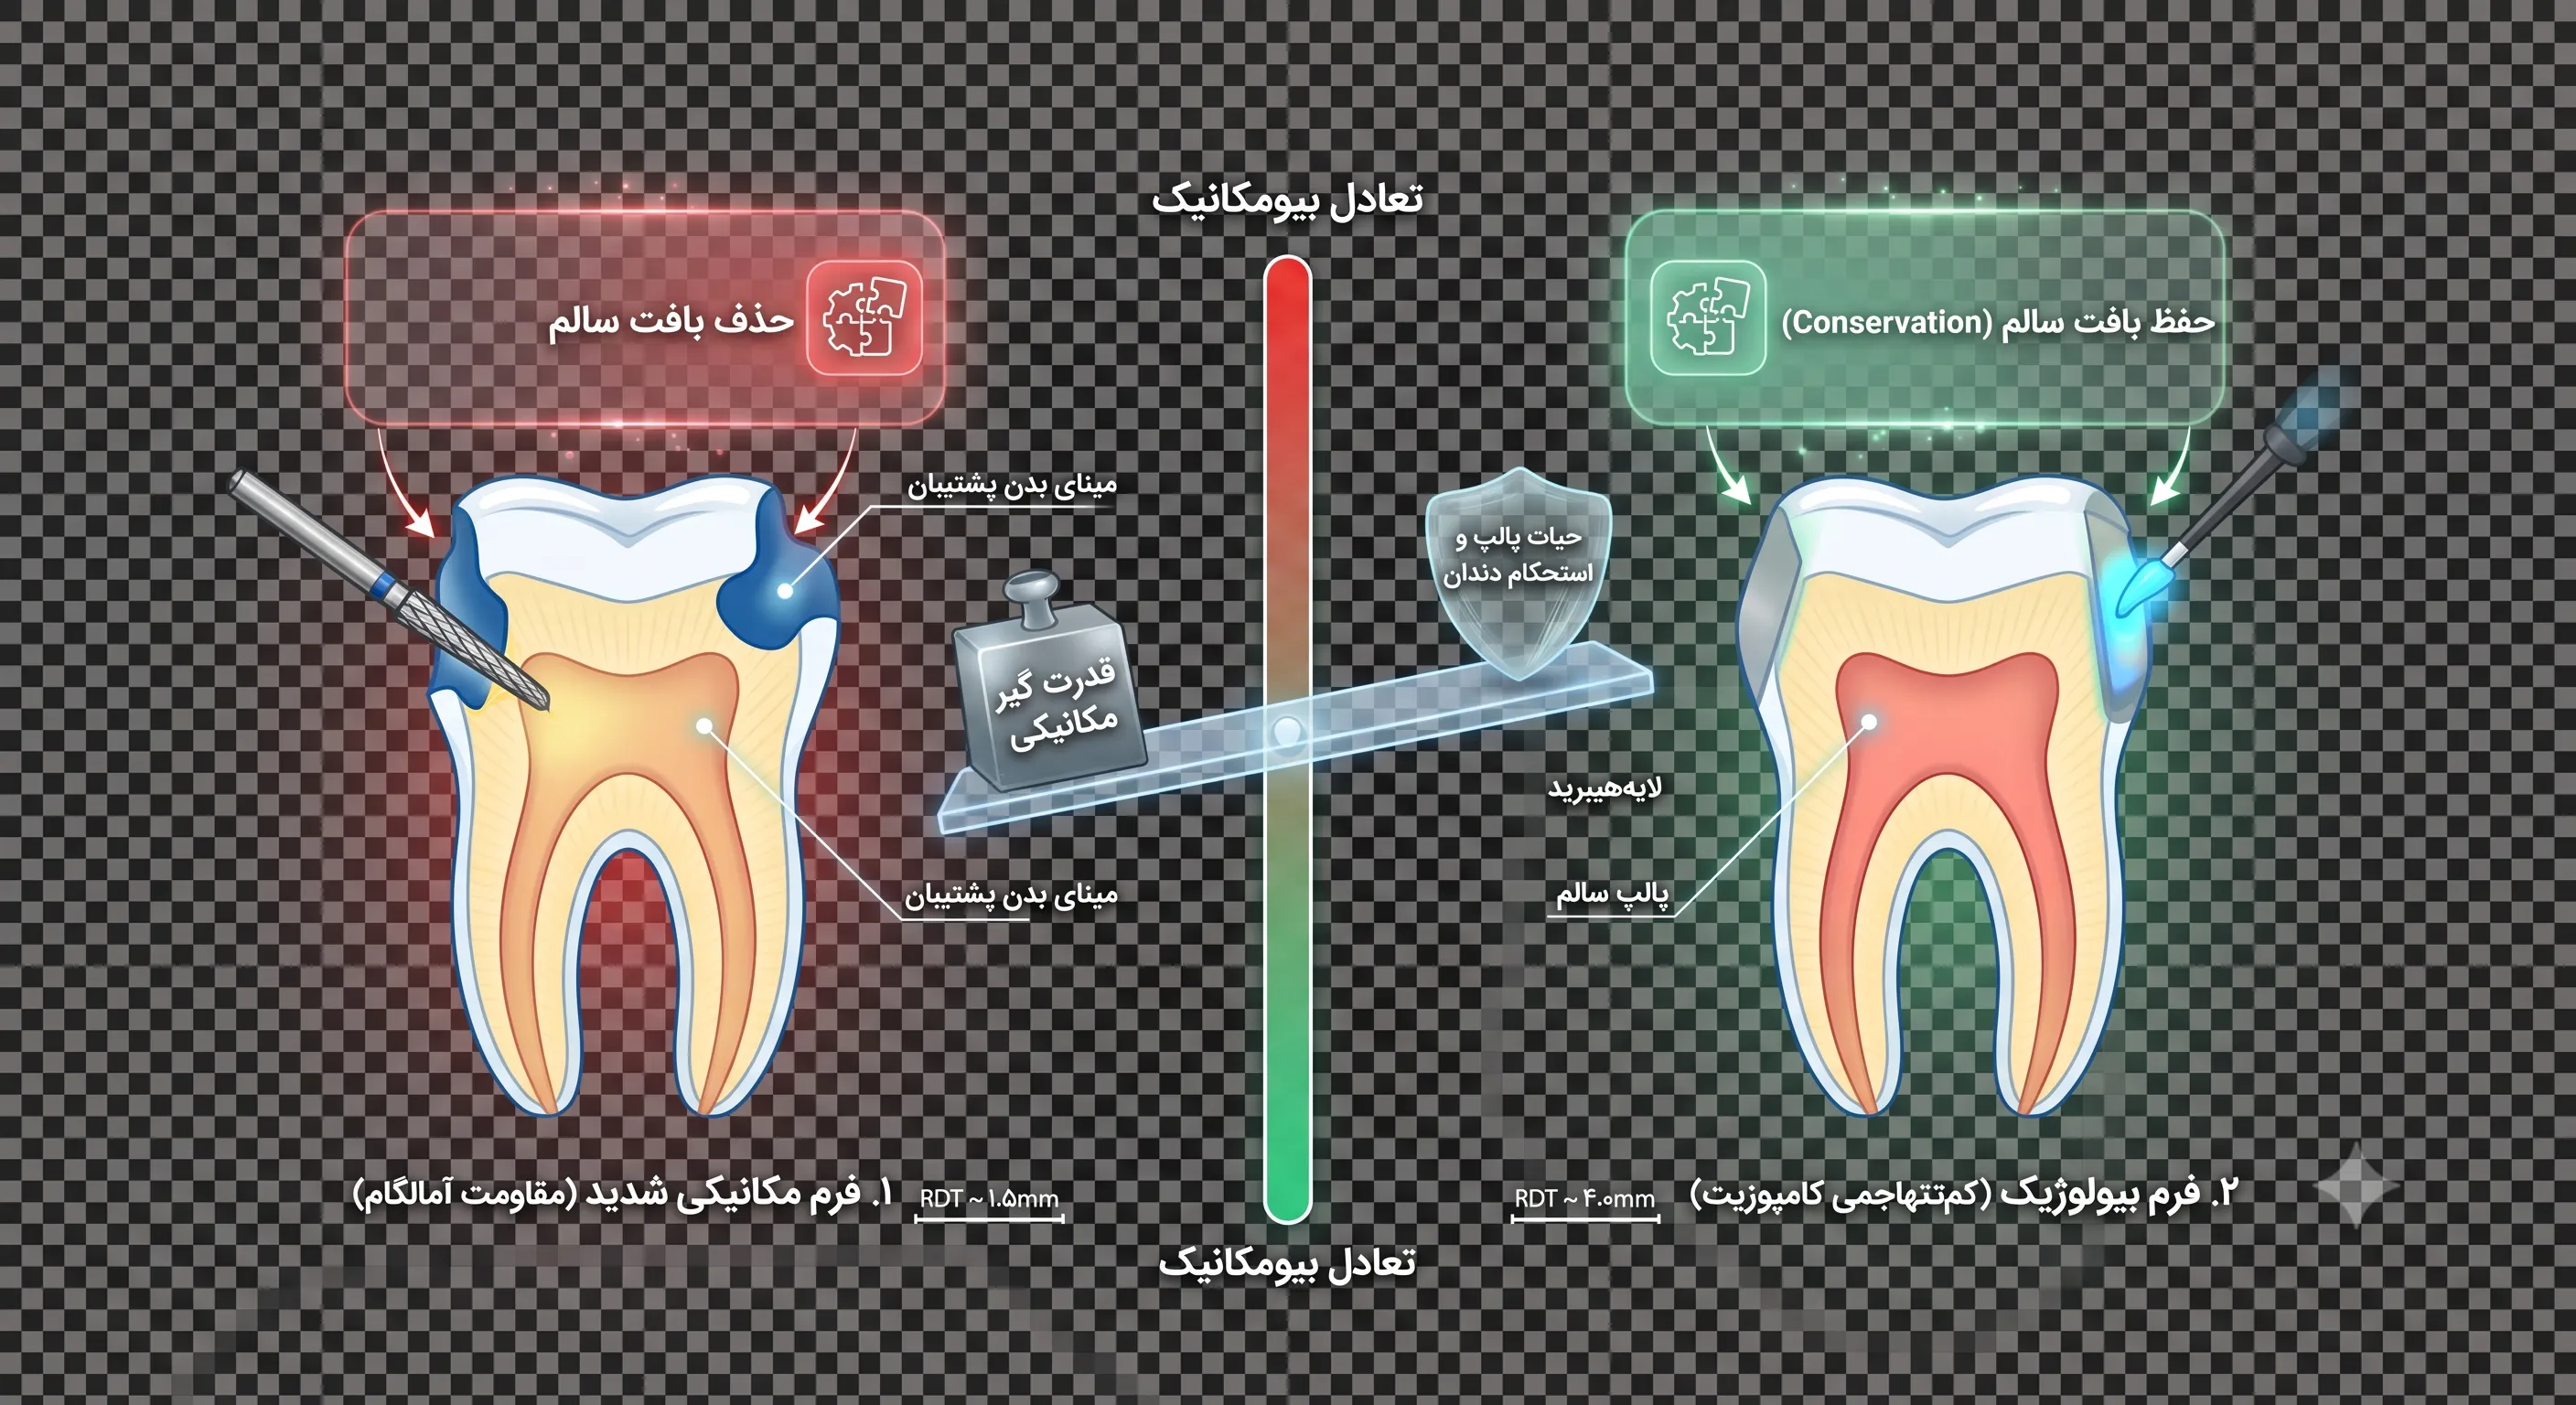 تعادل بیومکانیک
حفظ بافت سالم (Conservation)
حذف بافت سالم
مینای بدن پشتیبان
حیات پالپ و
استحکام دندان
قدرت گیر
مکانیکی
لایه‌هیبرید
پالپ سالم
مینای بدن پشتیبان
۲. فرم بیولوژیک (کم‌تتهاجمی کامپوزیت)
RDT ~ ۴.۰mm
RDT ~ ۱.۵mm
۱. فرم مکانیکی شدید (مقاومت آمالگام)
تعادل بیومکانیک